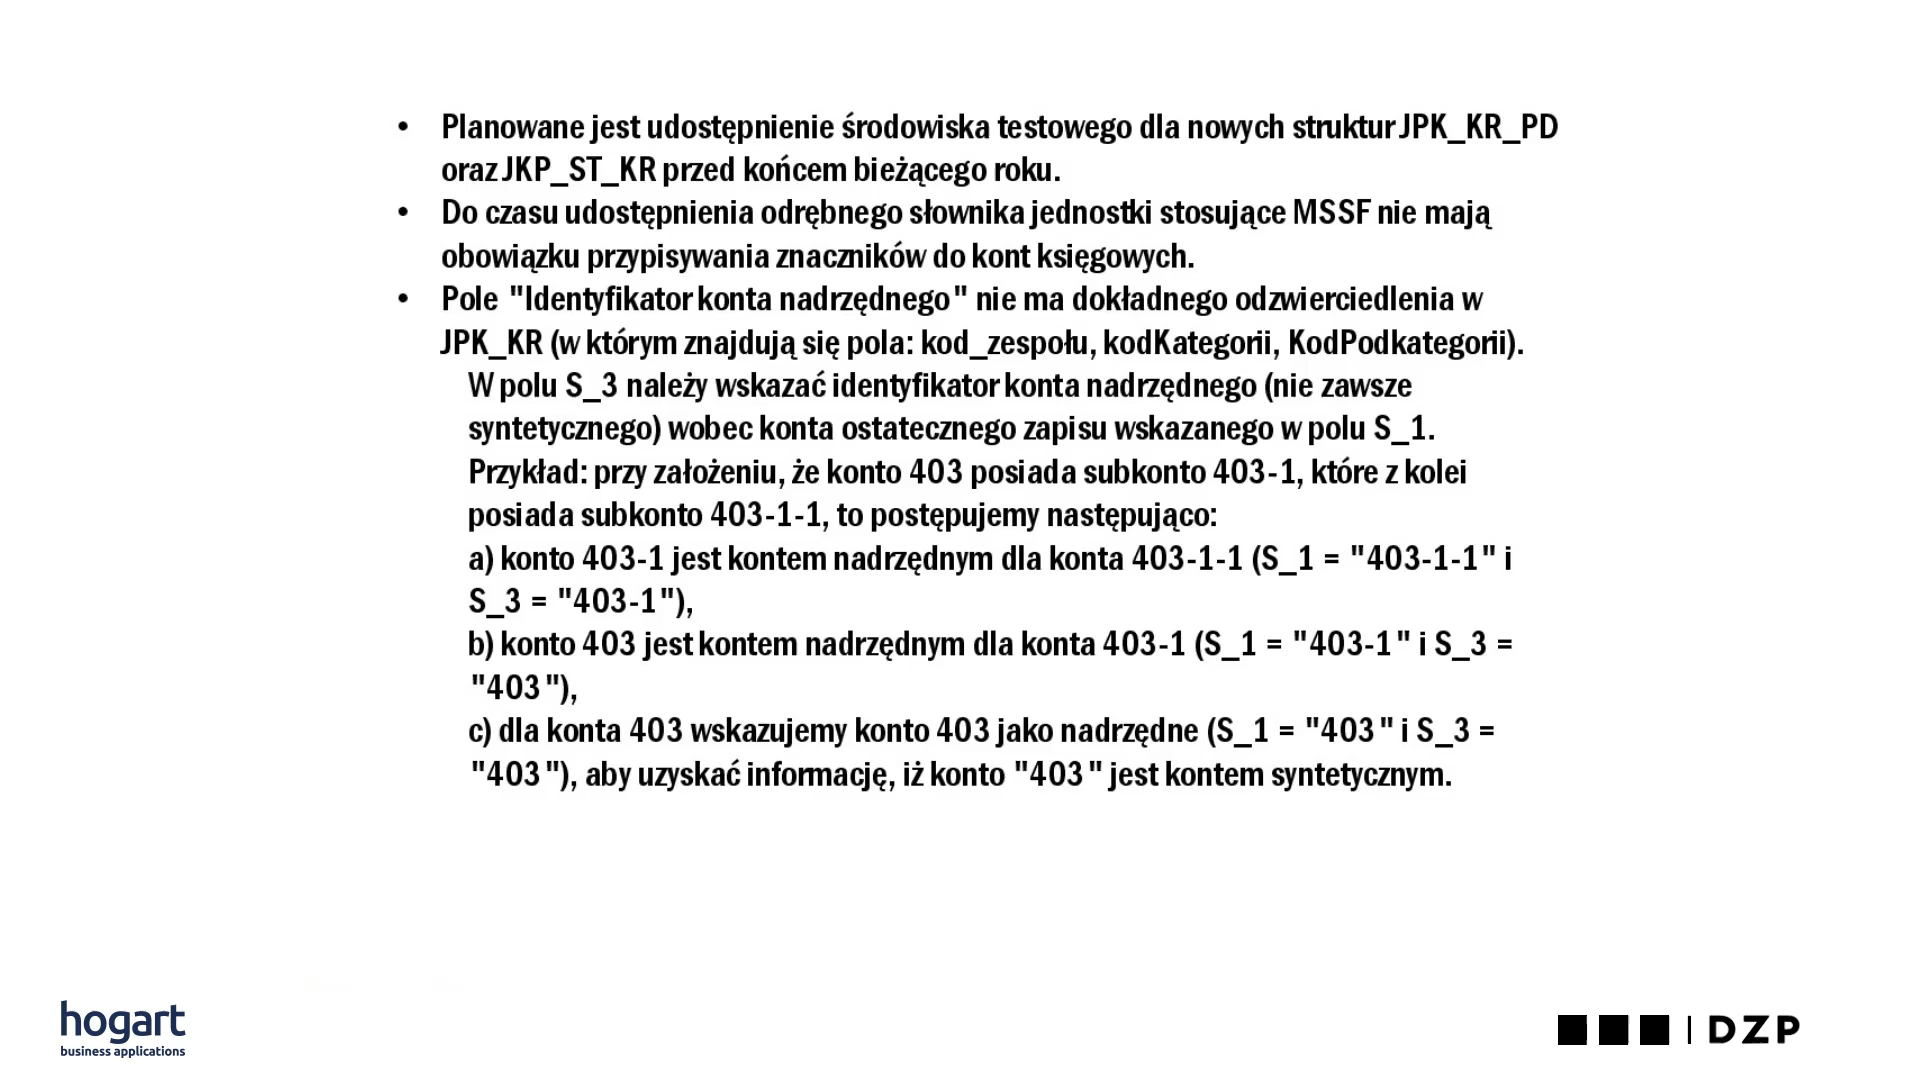 • Planowane jest udostępnienie środowiska testowego dla nowych struktur JPK_KR_PD
oraz JKP_ST_KR przed końcem bieżącego roku.
• Do czasu udostępnienia odrębnego słownika jednostki stosujące MSSF nie mają
obowiązku przypisywania znaczników do kont księgowych.
• Pole "Identyfikator konta nadrzędnego" nie ma dokładnego odzwierciedlenia w
JPK_KR (w którym znajdują się pola: kod_zespołu, kodKategorii, KodPodkategorii).
W polu S_3 należy wskazać identyfikator konta nadrzędnego (nie zawsze
syntetycznego) wobec konta ostatecznego zapisu wskazanego w polu S_1.
Przykład: przy założeniu, że konto 403 posiada subkonto 403-1, które z kolei
posiada subkonto 403-1-1, to postępujemy następująco:
a) konto 403-1 jest kontem nadrzędnym dla konta 403-1-1 (S_1 = "403-1-1" i
S_3 = "403-1"),
b) konto 403 jest kontem nadrzędnym dla konta 403-1 (S_1 = "403-1" i S_3 =
"403"),
c) dla konta 403 wskazujemy konto 403 jako nadrzędne (S_1 = "403" i S_3 =
"403"), aby uzyskać informację, iż konto "403" jest kontem syntetycznym.
hogart
business applications
DZP